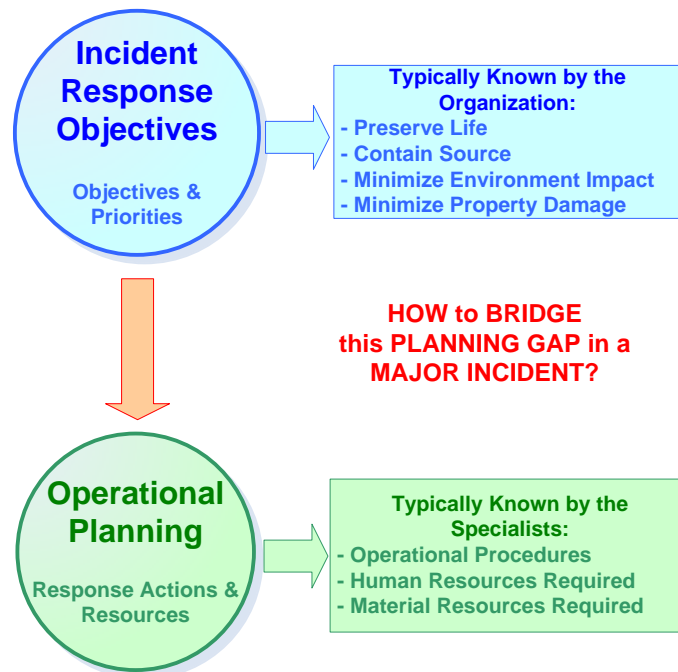 Incident
Response
Objectives
Objectives &
Priorities
Typically Known by the
Organization:
- Preserve Life
- Contain Source
- Minimize Environment Impact
- Minimize Property Damage
HOW to BRIDGE
this PLANNING GAP in a
MAJOR INCIDENT?
Operational
Planning
Response Actions &
Resources
Typically Known by the
Specialists:
- Operational Procedures
- Human Resources Required
- Material Resources Required